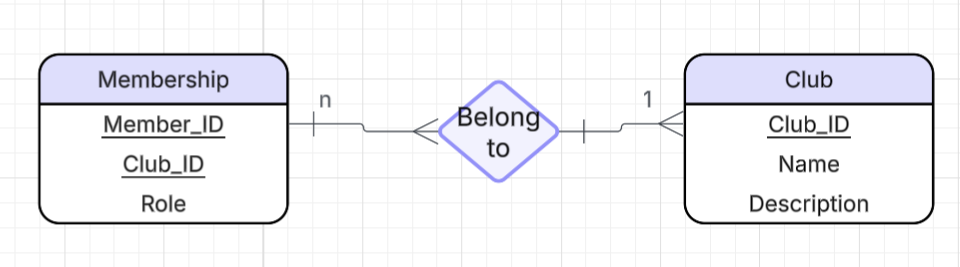 Membership
Member_ID
Club_ID
Role
n
Belong
to
1
Club
Club_ID
Name
Description